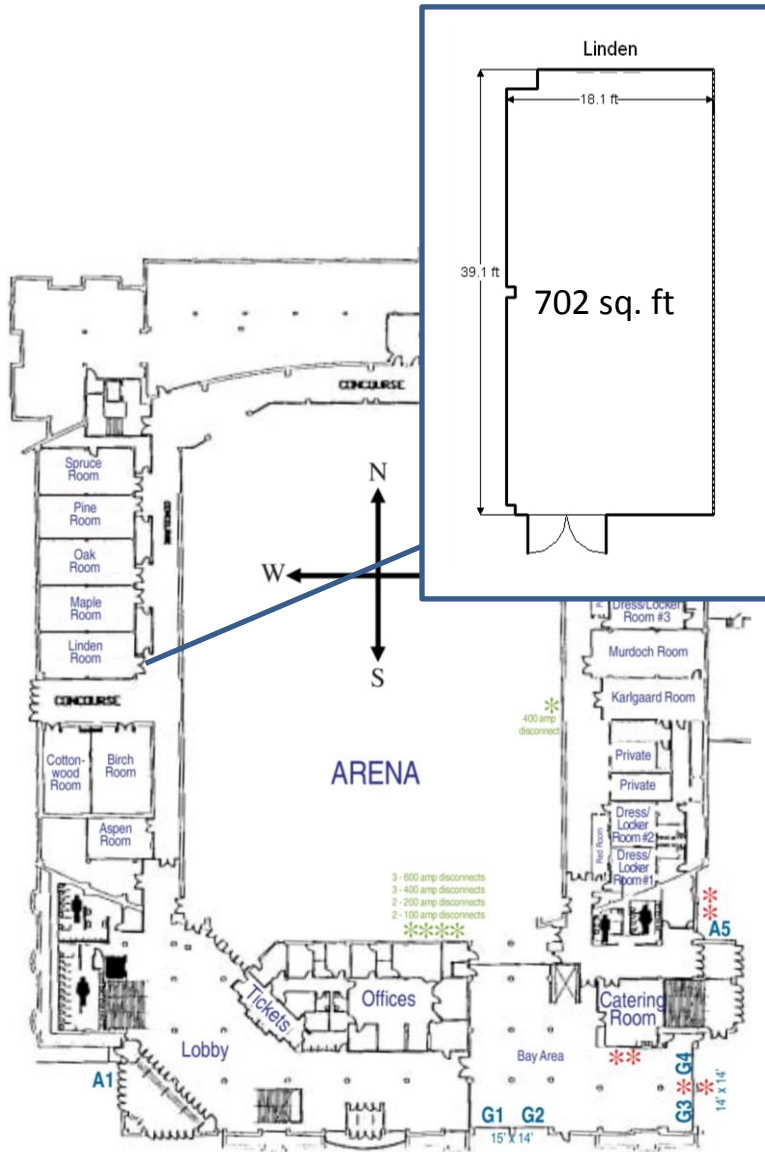 Linden
18.1 ft
39.1 ft
702 sq. ft
CONCOURSE
Spruce
Room
Pine
Room
Oak
Room
Maple
Room
Linden
Room
CONCOURSE
N
W
S
CONCOURSE
Cotton-
wood Room
Birch
Room
Aspen
Room
ARENA
*
400 amp
disconnect
Dress/Locker
Room #3
Murdoch Room
Karlgaard Room
Private
Private
Dress/
Locker
Room #2
Red Room
Dress/
Locker
Room #1
3 - 600 amp disconnects
3 - 400 amp disconnects
2 - 200 amp disconnects
2 - 100 amp disconnects
****
**
A5
Tickets
Offices
Catering
Room
Lobby
Bay Area
**
A1
G1 G2
15' x 14'
G3 * G4
*
14' x 14'